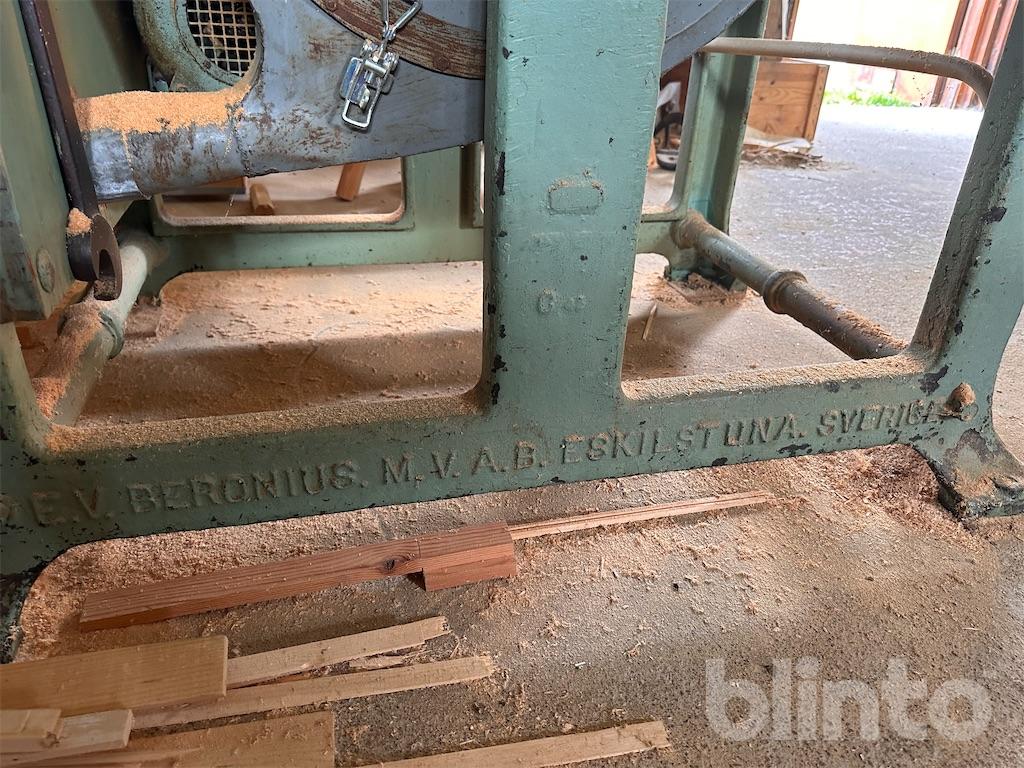 E.V. BERONIUS. M.V. A.B. ESKILSTUNA. SVERIGE
blinto